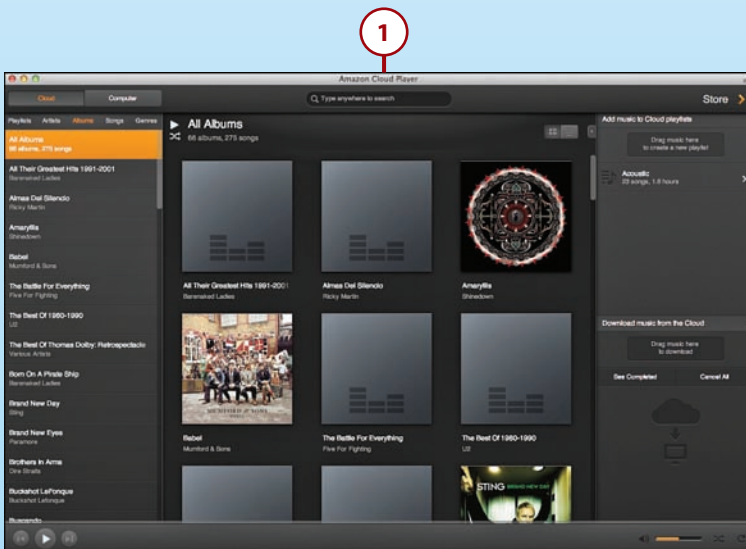 1
Amazon Cloud Player
Cloud Computer
Type anywhere to search
Store
Playlists Artists Albums Songs Genres
All Albums
66 albums, 275 songs
All Their Greatest Hits 1991-2001
Barenaked Ladies
Almas Del Silencio
Ricky Martin
Amaryllis
Shinedown
Babel
Mumford & Sons
The Battle For Everything
Five For Fighting
The Best Of 1980-1990
U2
The Best Of Thomas Dolby: Retrospectacle
Various Artists
Born On A Pirate Ship
Barenaked Ladies
Brand New Day
Sting
Brand New Eyes
Paramore
Brothers In Arms
Dire Straits
Buckshot LeFonque
Buckshot Lefonque
Buscando
All Albums
66 albums, 275 songs
All Their Greatest Hits 1991-2001
Barenaked Ladies
Almas Del Silencio
Ricky Martin
Amaryllis
Shinedown
MUMFORD & SONS
Babel
Mumford & Sons
The Battle For Everything
Five For Fighting
The Best Of 1980-1990
U2
STING BRAND NEW DAY
Add music to Cloud playlists
Drag music here
to create a new playlist
Acoustic
23 songs, 1.8 hours
Download music from the Cloud
Drag music here
to download
See Completed Cancel All